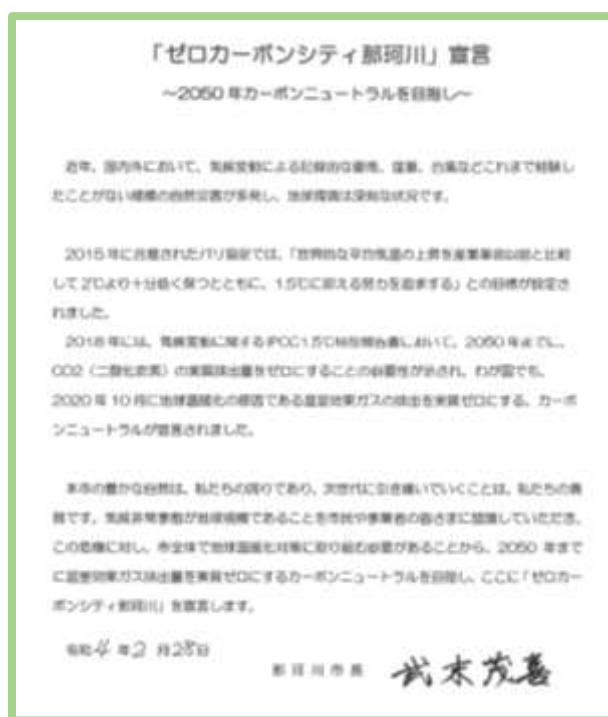 「ゼロカーボンシティ那珂川」宣言
～2050年カーボンニュートラルを目指し～
近年、国内外において、気候変動による記録的な豪雨、猛暑、台風などこれまで経験し
たことがない規模の自然災害が多発し、地球環境は深刻な状況です。
2015年に合意されたパリ協定では、「世界的な平均気温の上昇を産業革命以前と比較
して2℃より十分低く保つとともに、1.5℃に抑える努力を追求する」との目標が設定さ
れました。
2018年には、気候変動に関するIPCC1.5℃特別報告書において、2050年までに、
CO2（二酸化炭素）の実質排出量をゼロにすることの必要性が示され、わが国でも、
2020年10月に地球温暖化の原因である温室効果ガスの排出を実質ゼロにする、カーボ
ンニュートラルが宣言されました。
本市の豊かな自然は、私たちの誇りであり、次世代に引き継いでいくことは、私たちの責
務です。気候非常事態が地球規模であることを市民や事業者の皆さまに認識していただき、
この危機に対し、市全体で地球温暖化対策に取り組む必要があることから、2050年まで
に温室効果ガス排出量を実質ゼロにするカーボンニュートラルを目指し、ここに「ゼロカー
ボンシティ那珂川」を宣言します。
令和4年2月28日
那珂川市長 武末茂喜